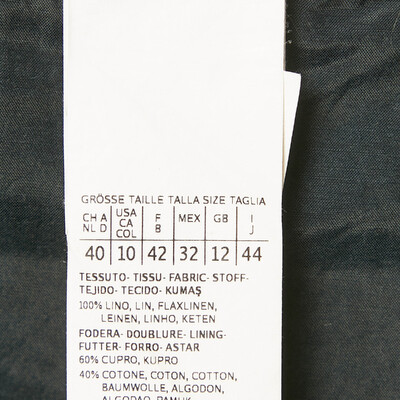 GRÖSSE TAILLE TALLA SIZE TAGLIA
CH A NL D | USA CA COL | F B | MEX | GB | I J
40 | 10 | 42 | 32 | 12 | 44
TESSUTO- TISSU- FABRIC- STOFF-
TEJIDO- TECIDO- KUMAŞ
100% LINO, LIN, FLAXLINEN,
LEINEN, LINHO, KETEN
FODERA- DOUBLURE- LINING-
FUTTER- FORRO- ASTAR
60% CUPRO, KUPRO
40% COTONE, COTON, COTTON,
BAUMWOLLE, ALGODON,
ALGODAO, PAMUK